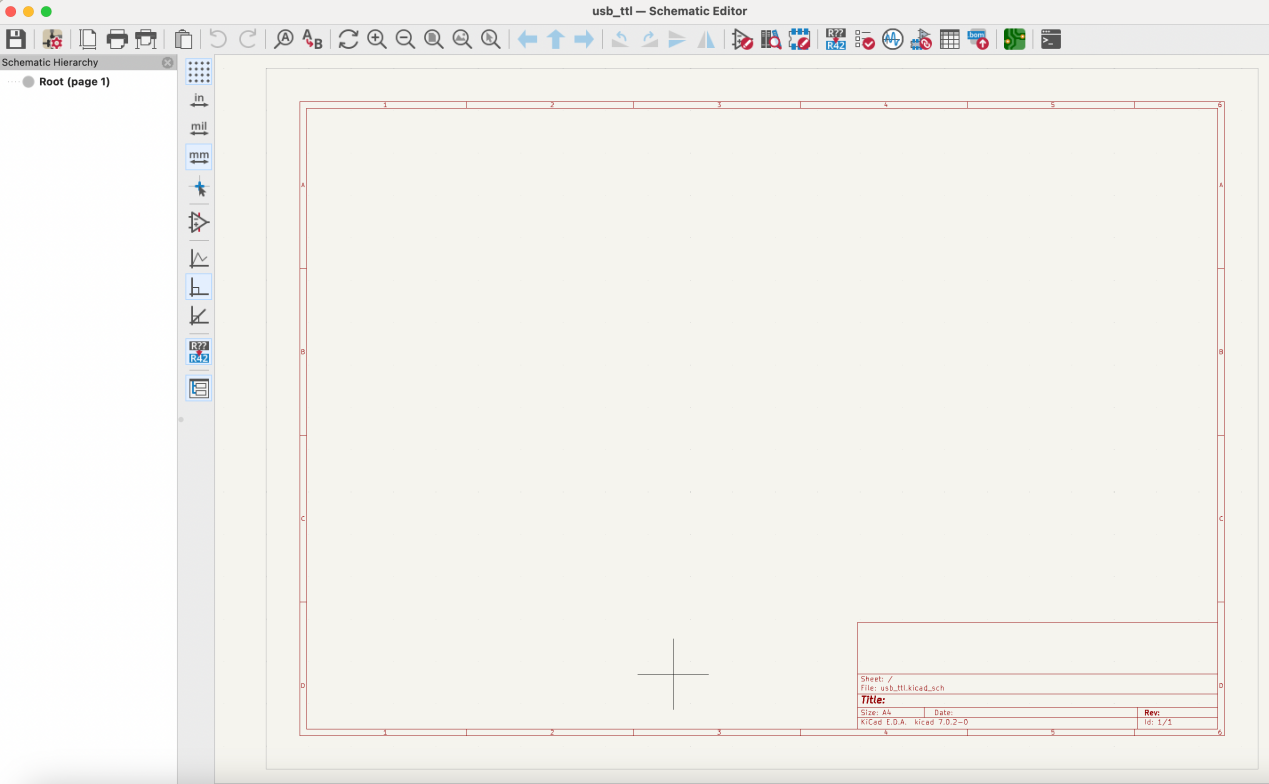 usb_ttl — Schematic Editor
A
A
B
R??
R42
bom
>_
Schematic Hierarchy
Root (page 1)
in
mil
mm
R??
R42
1 2 3 4 5 6
A A
B B
C C
Sheet: /
D D
File: usb_ttl.kicad_sch
Title:
Size: A4 Date: Rev:
KiCad E.D.A. kicad 7.0.2-0 Id: 1/1
1 2 3 4 5 6